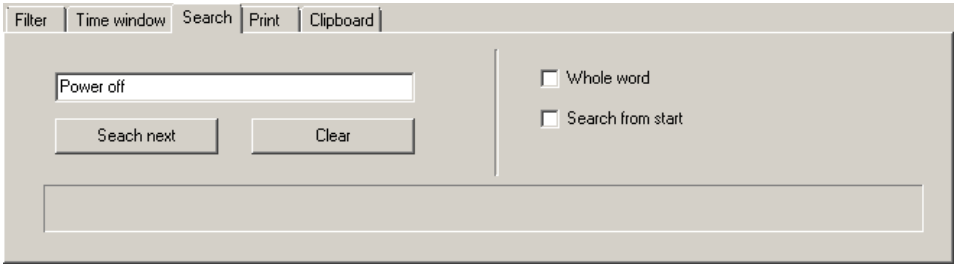 Filter Time window Search Print Clipboard
Power off
Seach next Clear
Whole word
Search from start